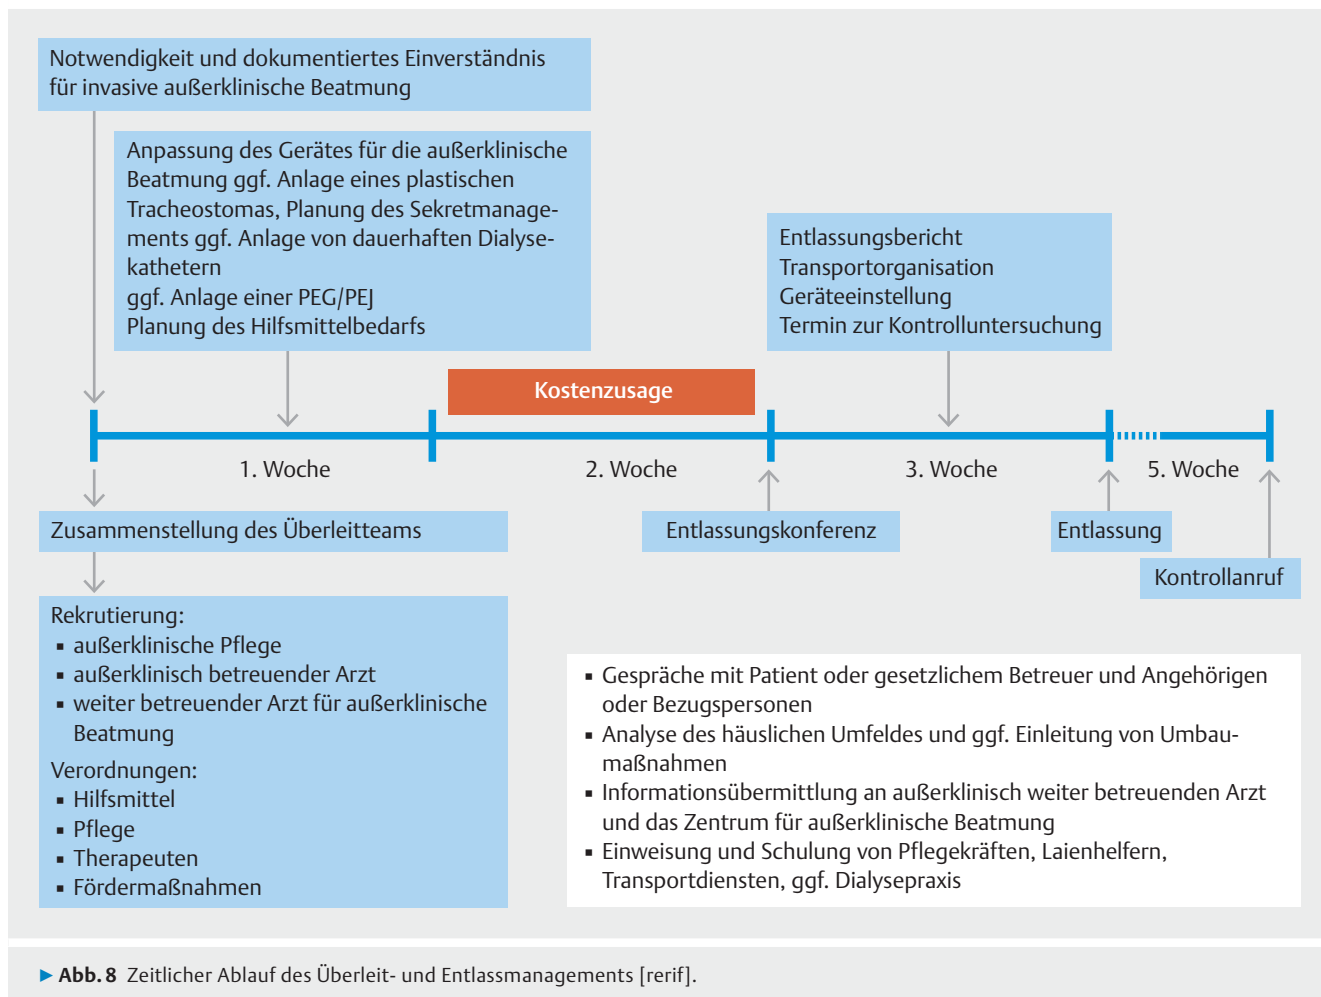 Notwendigkeit und dokumentiertes Einverständnis
für invasive außerklinische Beatmung
Anpassung des Gerätes für die außerklinische
Beatmung ggf. Anlage eines plastischen
Tracheostomas, Planung des Sekretmanage-
ments ggf. Anlage von dauerhaften Dialyse-
kathetern
ggf. Anlage einer PEG/PEJ
Planung des Hilfsmittelbedarfs
Entlassungsbericht
Transportorganisation
Geräteeinstellung
Termin zur Kontrolluntersuchung
Kostenzusage
1. Woche
2. Woche
3. Woche
5. Woche
Zusammenstellung des Überleitteams
Entlassungskonferenz
Entlassung
Kontrollanruf
Rekrutierung:
▪ außerklinische Pflege
▪ außerklinisch betreuender Arzt
▪ weiter betreuender Arzt für außerklinische
Beatmung
Verordnungen:
▪ Hilfsmittel
▪ Pflege
▪ Therapeuten
▪ Fördermaßnahmen
▪ Gespräche mit Patient oder gesetzlichem Betreuer und Angehörigen
oder Bezugspersonen
▪ Analyse des häuslichen Umfeldes und ggf. Einleitung von Umbau-
maßnahmen
▪ Informationsübermittlung an außerklinisch weiter betreuenden Arzt
und das Zentrum für außerklinische Beatmung
▪ Einweisung und Schulung von Pflegekräften, Laienhelfern,
Transportdiensten, ggf. Dialysepraxis
▶ Abb. 8 Zeitlicher Ablauf des Überleit- und Entlassmanagements [rerif].